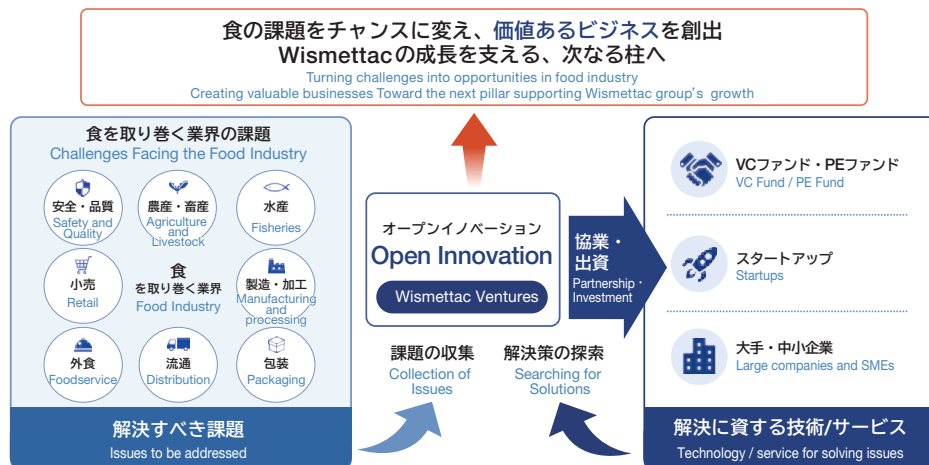 食の課題をチャンスに変え、価値あるビジネスを創出
Wismettacの成長を支える、次なる柱へ
Turning challenges into opportunities in food industry
Creating valuable businesses Toward the next pillar supporting Wismettac group's growth
食を取り巻く業界の課題
Challenges Facing the Food Industry
安全・品質
Safety and
Quality
農産・畜産
Agriculture
and
Livestock
水産
Fisheries
小売
Retail
食
を取り巻く業界
Food Industry
製造・加工
Manufacturing
and
processing
外食
Foodservice
流通
Distribution
包装
Packaging
解決すべき課題
Issues to be addressed
オープンイノベーション
Open Innovation
Wismettac Ventures
協業・
出資
Partnership・
Investment
課題の収集
Collection of
Issues
解決策の探索
Searching for
Solutions
VCファンド・PEファンド
VC Fund / PE Fund
スタートアップ
Startups
大手・中小企業
Large companies and SMEs
解決に資する技術/サービス
Technology / service for solving issues